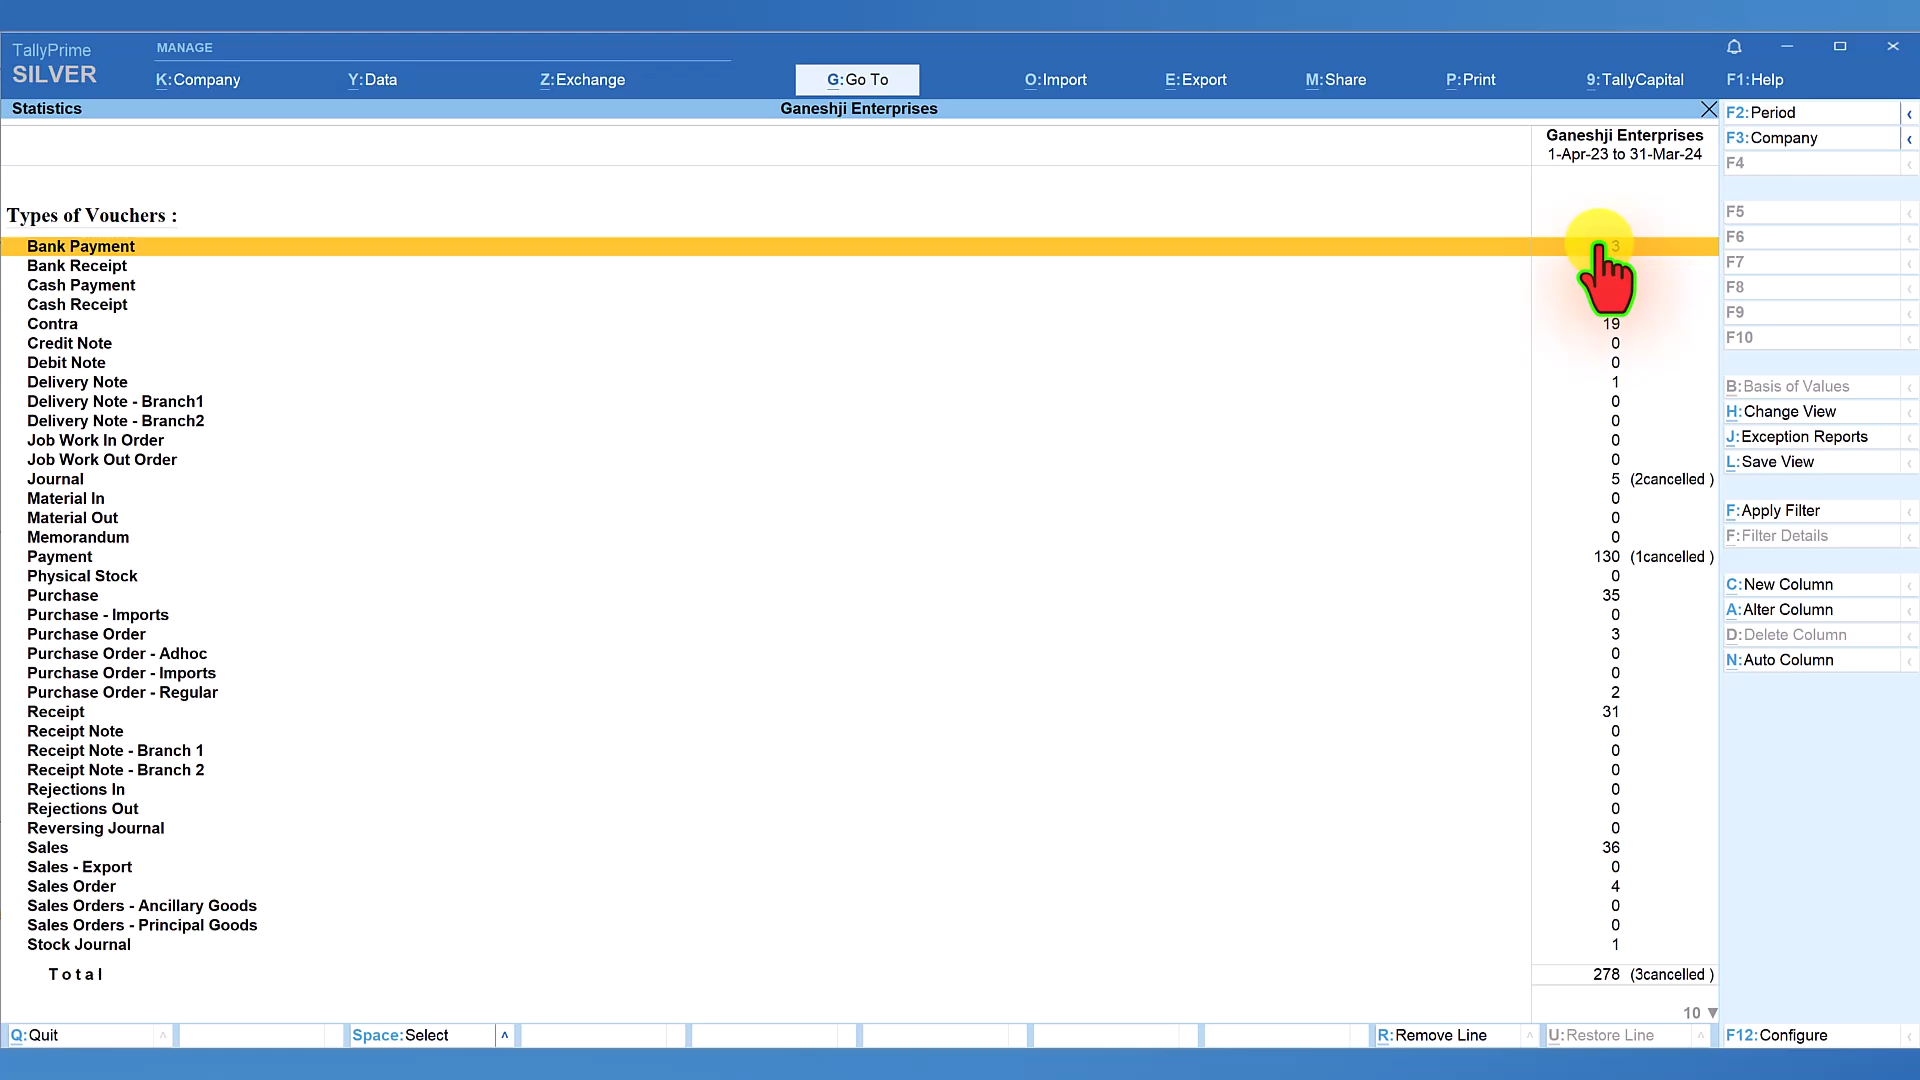 TallyPrime
SILVER
MANAGE
K:Company Y:Data Z:Exchange G:Go To O:Import E:Export M:Share P:Print 9:TallyCapital F1:Help
Statistics Ganeshji Enterprises
Ganeshji Enterprises
1-Apr-23 to 31-Mar-24
Types of Vouchers :
Bank Payment 3
Bank Receipt
Cash Payment
Cash Receipt
Contra 19
Credit Note 0
Debit Note 0
Delivery Note 1
Delivery Note - Branch1 0
Delivery Note - Branch2 0
Job Work In Order 0
Job Work Out Order 0
Journal 5 (2cancelled )
Material In 0
Material Out 0
Memorandum 0
Payment 130 (1cancelled )
Physical Stock 0
Purchase 35
Purchase - Imports 0
Purchase Order 3
Purchase Order - Adhoc 0
Purchase Order - Imports 0
Purchase Order - Regular 2
Receipt 31
Receipt Note 0
Receipt Note - Branch 1 0
Receipt Note - Branch 2 0
Rejections In 0
Rejections Out 0
Reversing Journal 0
Sales 36
Sales - Export 0
Sales Order 4
Sales Orders - Ancillary Goods 0
Sales Orders - Principal Goods 0
Stock Journal 1
Total 278 (3cancelled )
10
F2:Period
F3:Company
F4
F5
F6
F7
F8
F9
F10
B:Basis of Values
H:Change View
J:Exception Reports
L:Save View
F:Apply Filter
F:Filter Details
C:New Column
A:Alter Column
D:Delete Column
N:Auto Column
Q:Quit Space:Select R:Remove Line U:Restore Line F12:Configure